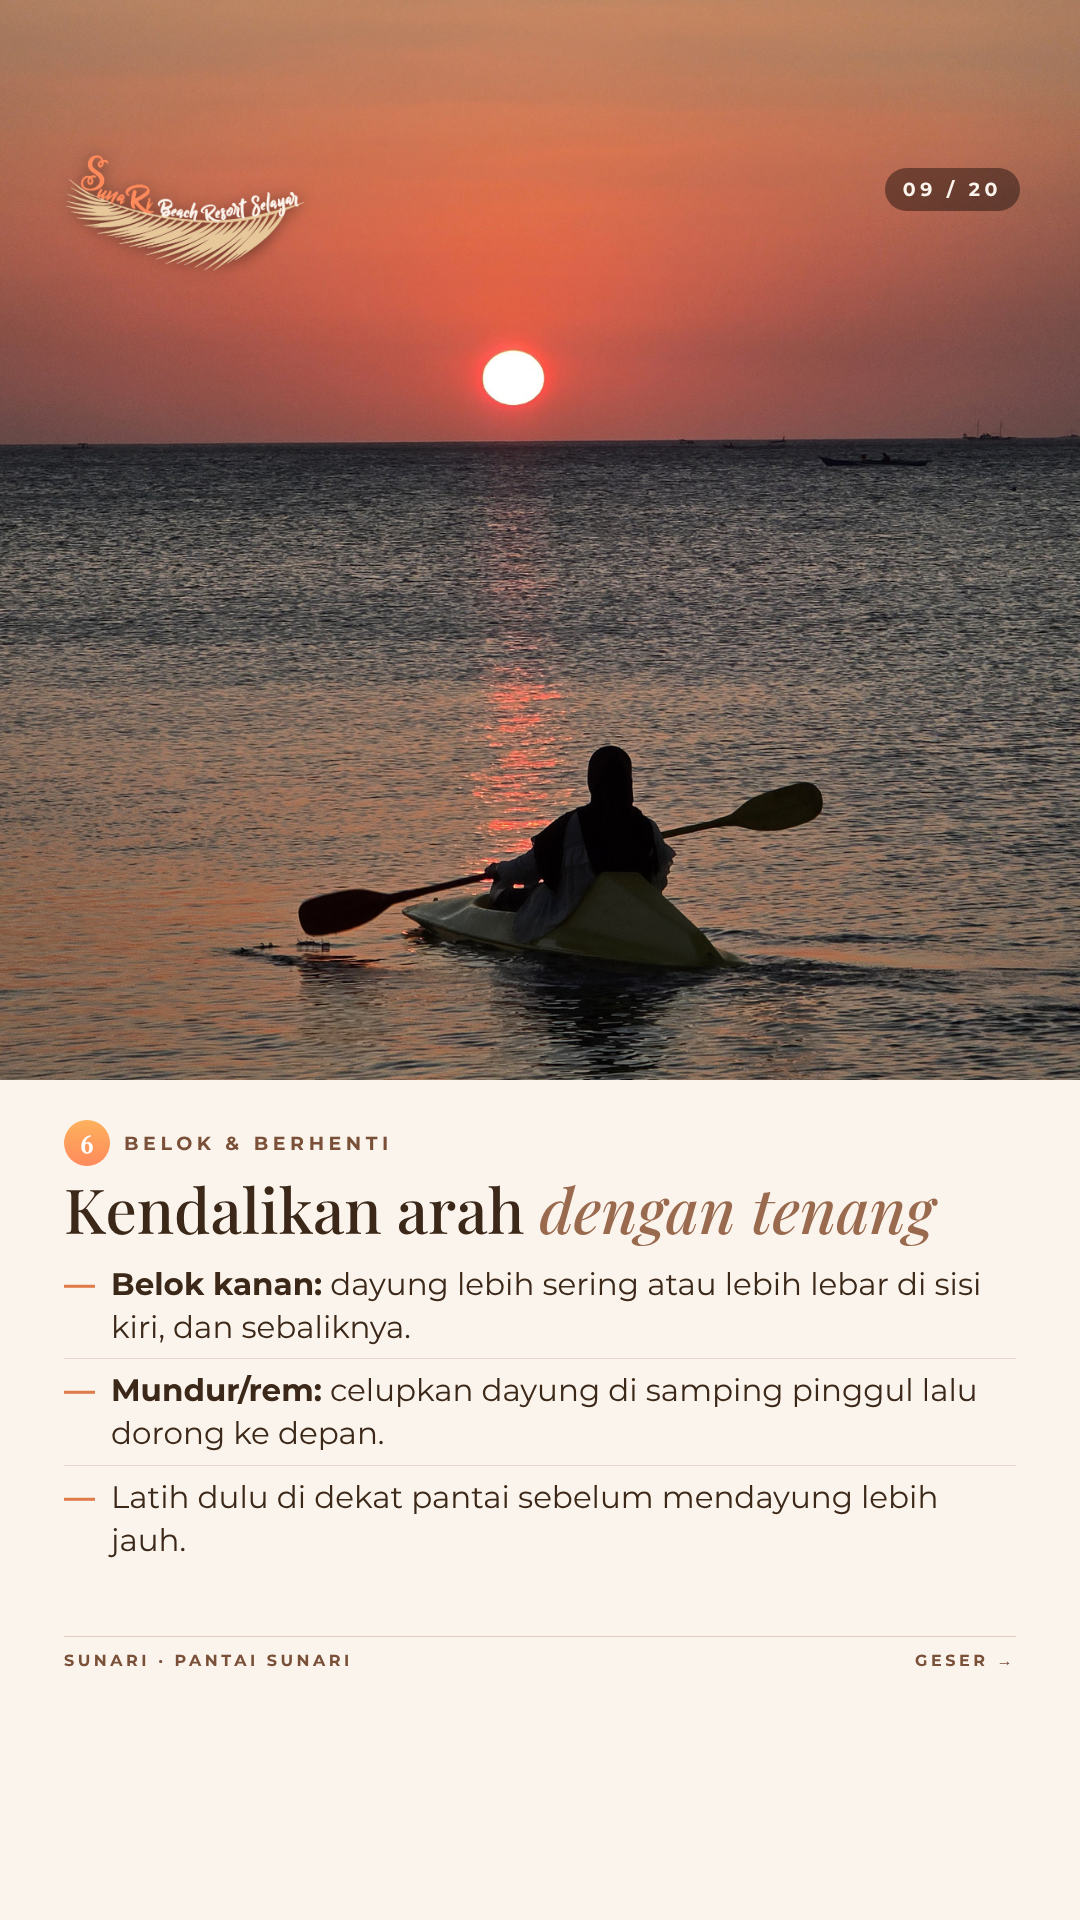 SunaRi Beach Resort Selayar
09 / 20
6 BELOK & BERHENTI
Kendalikan arah dengan tenang
— Belok kanan: dayung lebih sering atau lebih lebar di sisi
kiri, dan sebaliknya.
— Mundur/rem: celupkan dayung di samping pinggul lalu
dorong ke depan.
— Latih dulu di dekat pantai sebelum mendayung lebih
jauh.
SUNARI · PANTAI SUNARI
GESER →